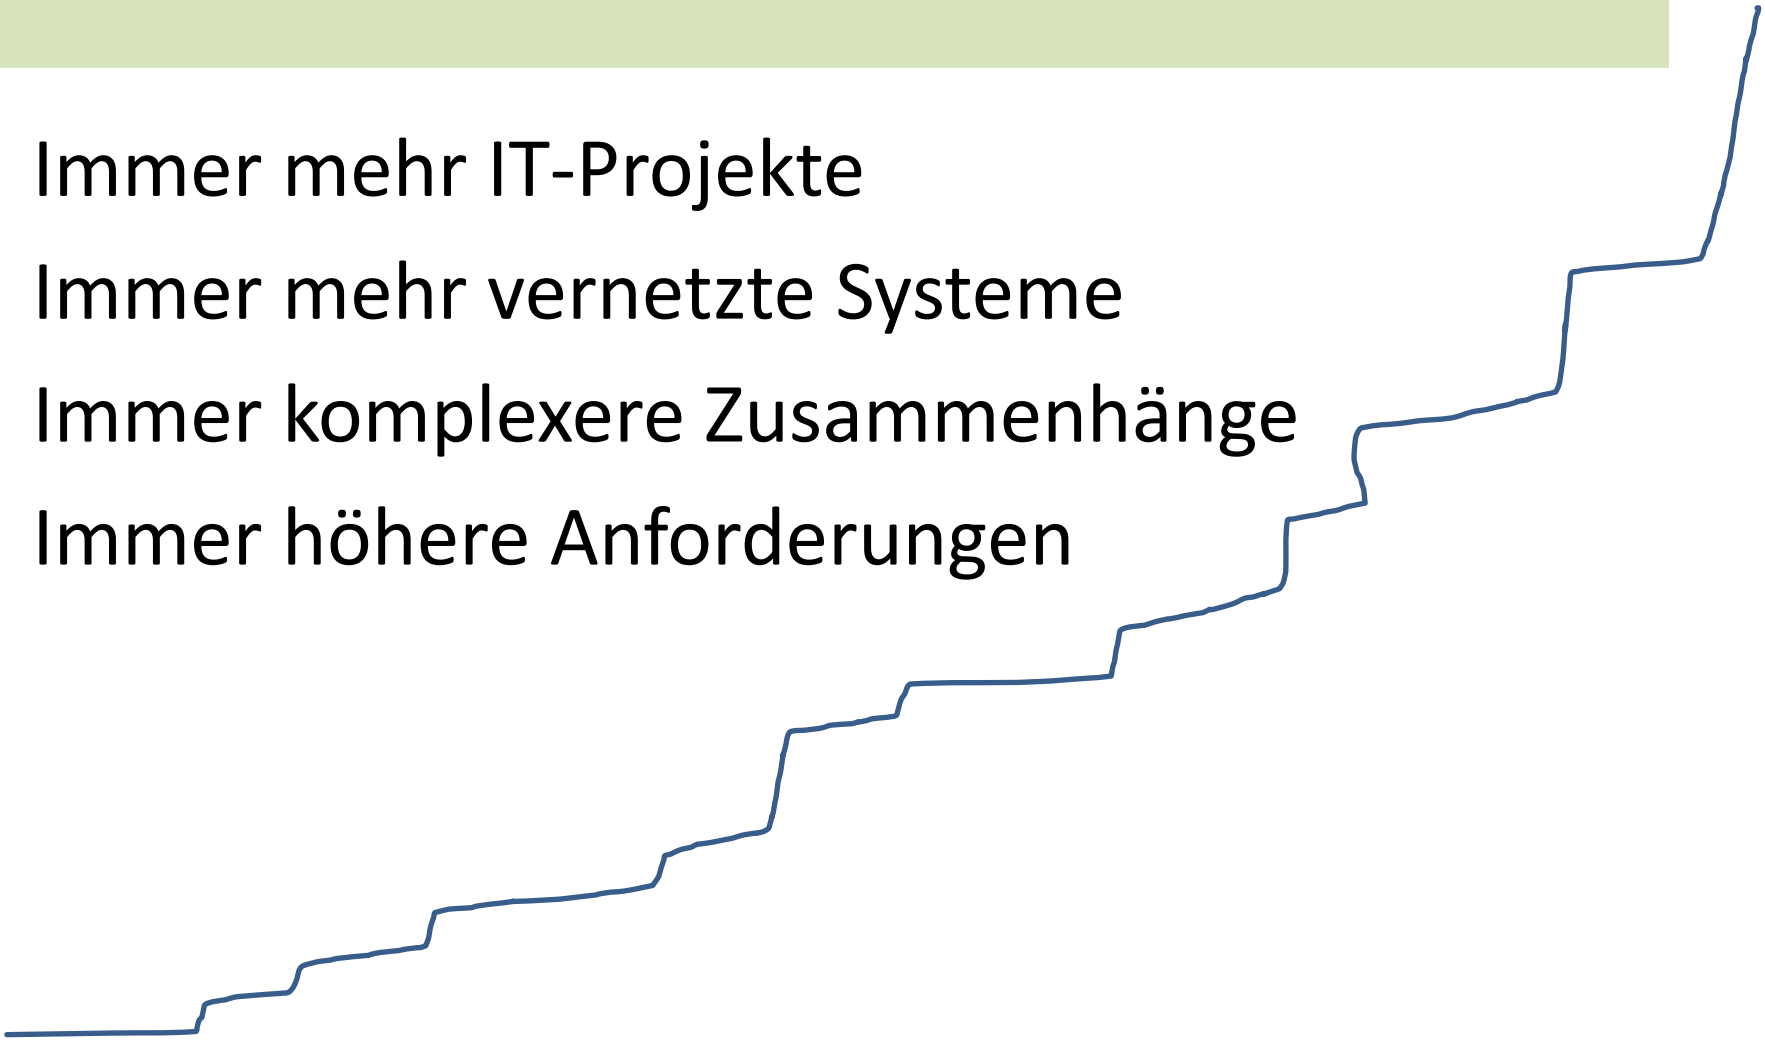 Immer mehr IT-Projekte
Immer mehr vernetzte Systeme
Immer komplexere Zusammenhänge
Immer höhere Anforderungen